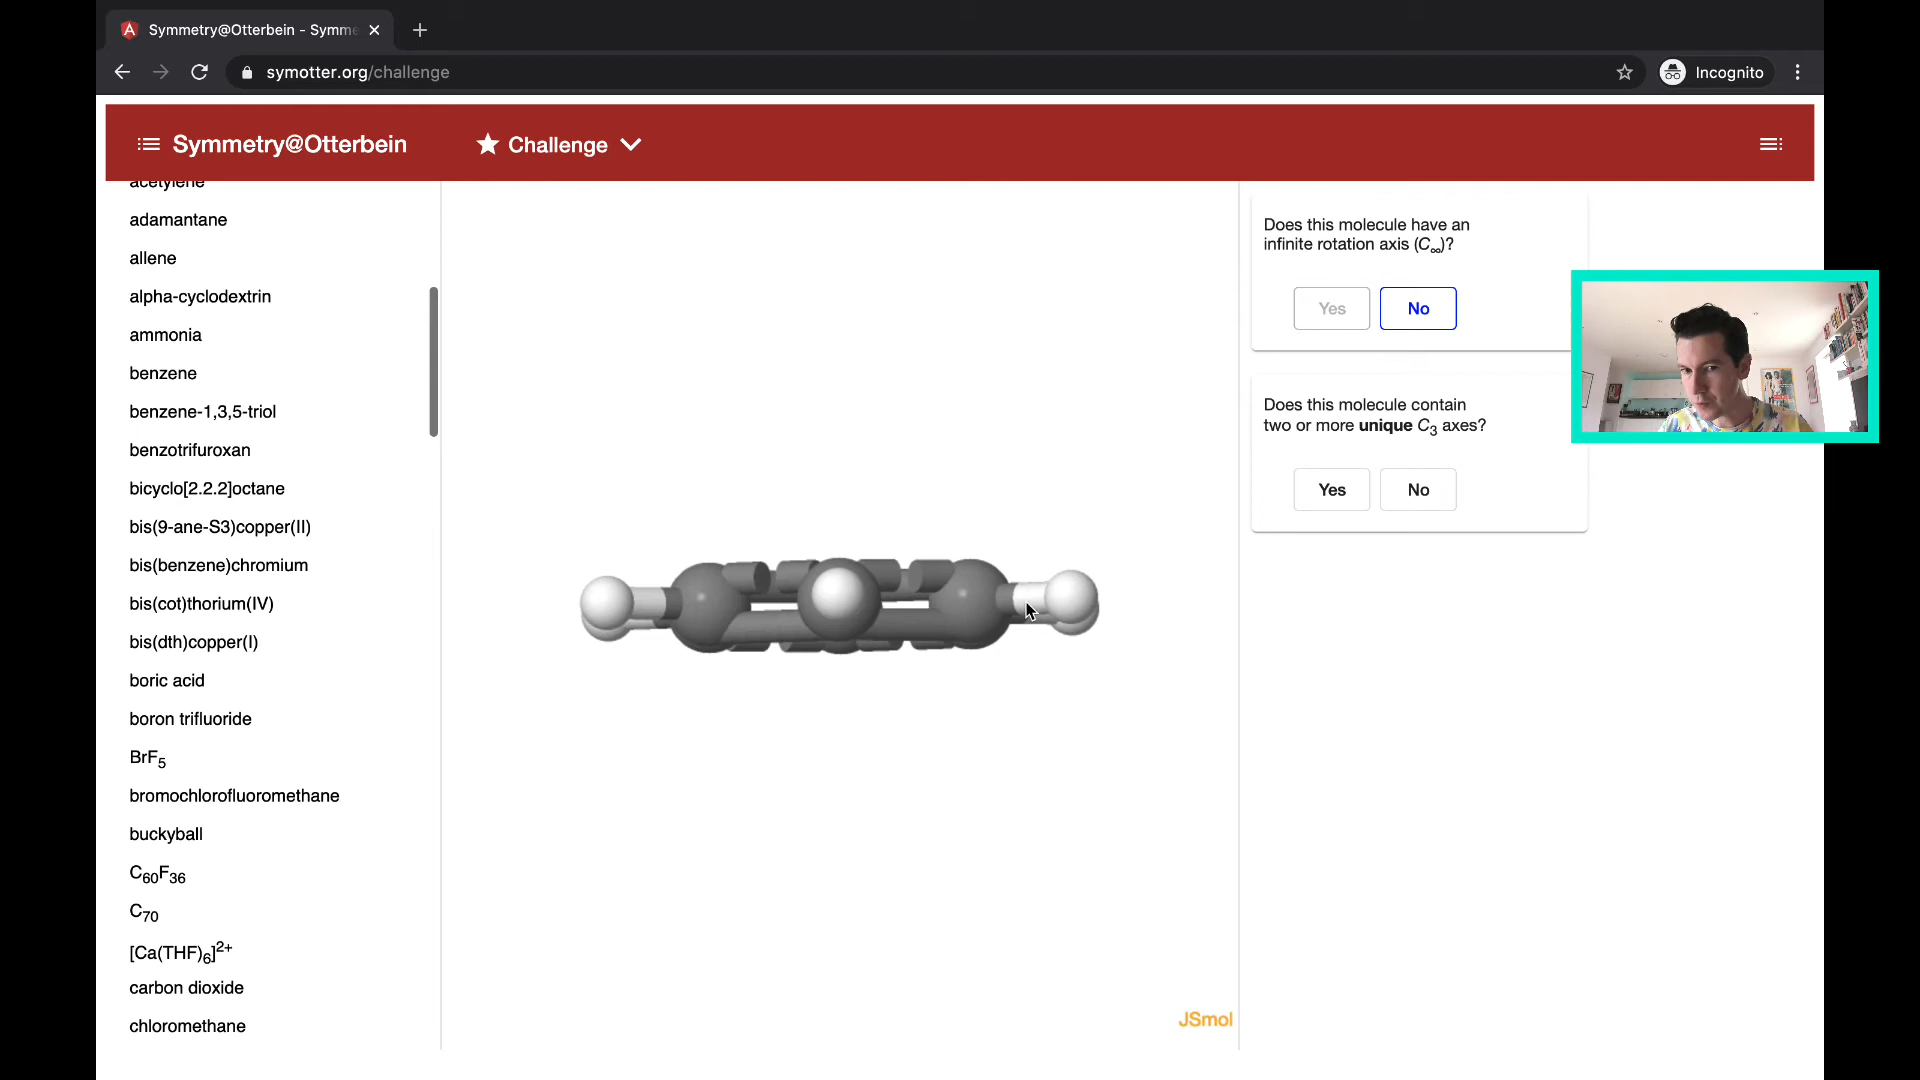 Symmetry@Otterbein - Symme
symotter.org/challenge
Incognito
Symmetry@Otterbein
Challenge
acetylene
adamantane
allene
alpha-cyclodextrin
ammonia
benzene
benzene-1,3,5-triol
benzotrifuroxan
bicyclo[2.2.2]octane
bis(9-ane-S3)copper(II)
bis(benzene)chromium
bis(cot)thorium(IV)
bis(dth)copper(I)
boric acid
boron trifluoride
BrF5
bromochlorofluoromethane
buckyball
C60F36
C70
[Ca(THF)6]2+
carbon dioxide
chloromethane
Does this molecule have an
infinite rotation axis (C∞)?
Yes No
Does this molecule contain
two or more unique C3 axes?
Yes No
JSmol